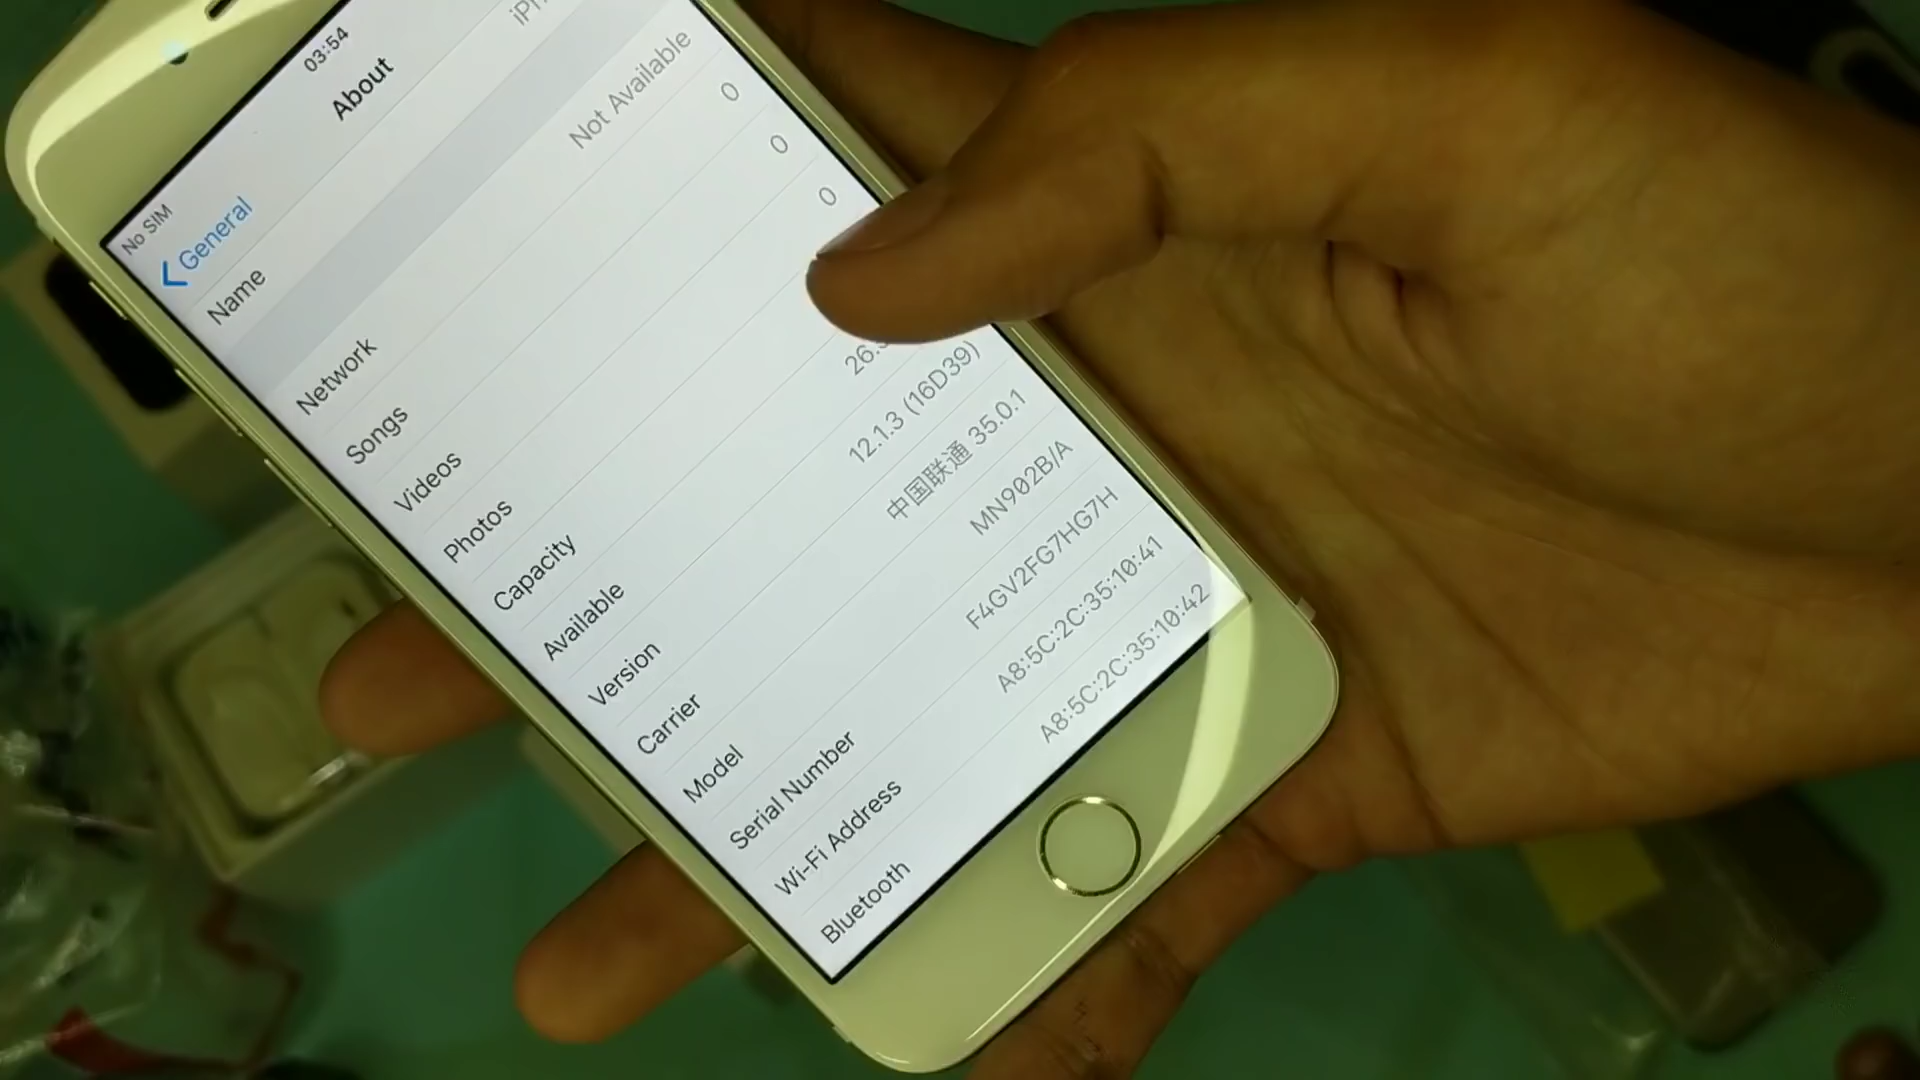 No SIM 03:54
General About
Name
Network Not Available
Songs 0
Videos 0
Photos 0
Capacity
Available
Version 12.1.3 (16D39)
Carrier 中国联通 35.0.1
Model MN902B/A
Serial Number F4GV2FG7HG7H
Wi-Fi Address A8:5C:2C:35:10:41
Bluetooth A8:5C:2C:35:10:42